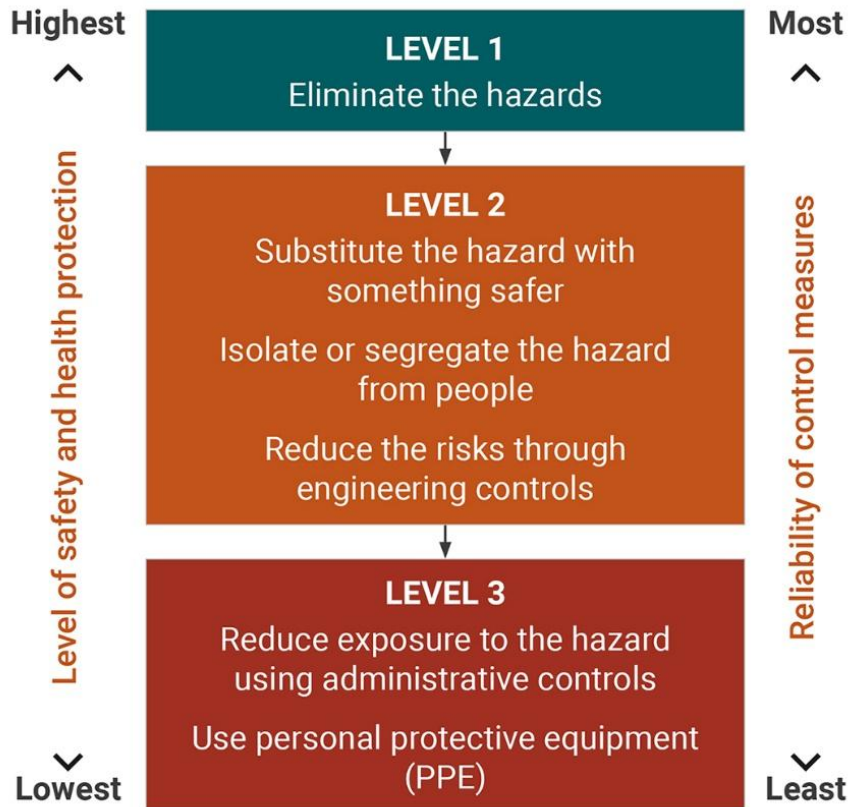 Highest
Most
LEVEL 1
Eliminate the hazards
Level of safety and health protection
Reliability of control measures
LEVEL 2
Substitute the hazard with
something safer
Isolate or segregate the hazard
from people
Reduce the risks through
engineering controls
LEVEL 3
Reduce exposure to the hazard
using administrative controls
Use personal protective equipment
(PPE)
Lowest
Least